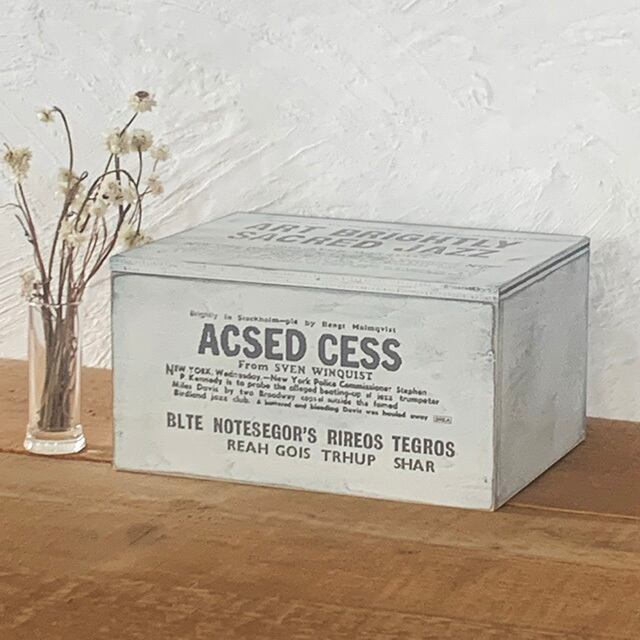 ART BRIGHTLY
SACRED JAZZ
Brightly in Stockholm—pic by Bengt Malmqvist
ACSED CESS
From SVEN WINQUIST
NEW YORK, Wednesday.—New York Police Commissioner Stephen
P. Kennedy is to probe the alleged beating-up of jazz trumpeter
Miles Davis by two Broadway cops outside the famed
Birdland jazz club. A battered and bleeding Davis was hauled away
BLTE NOTESEGOR'S RIREOS TEGROS
REAH GOIS TRHUP SHAR